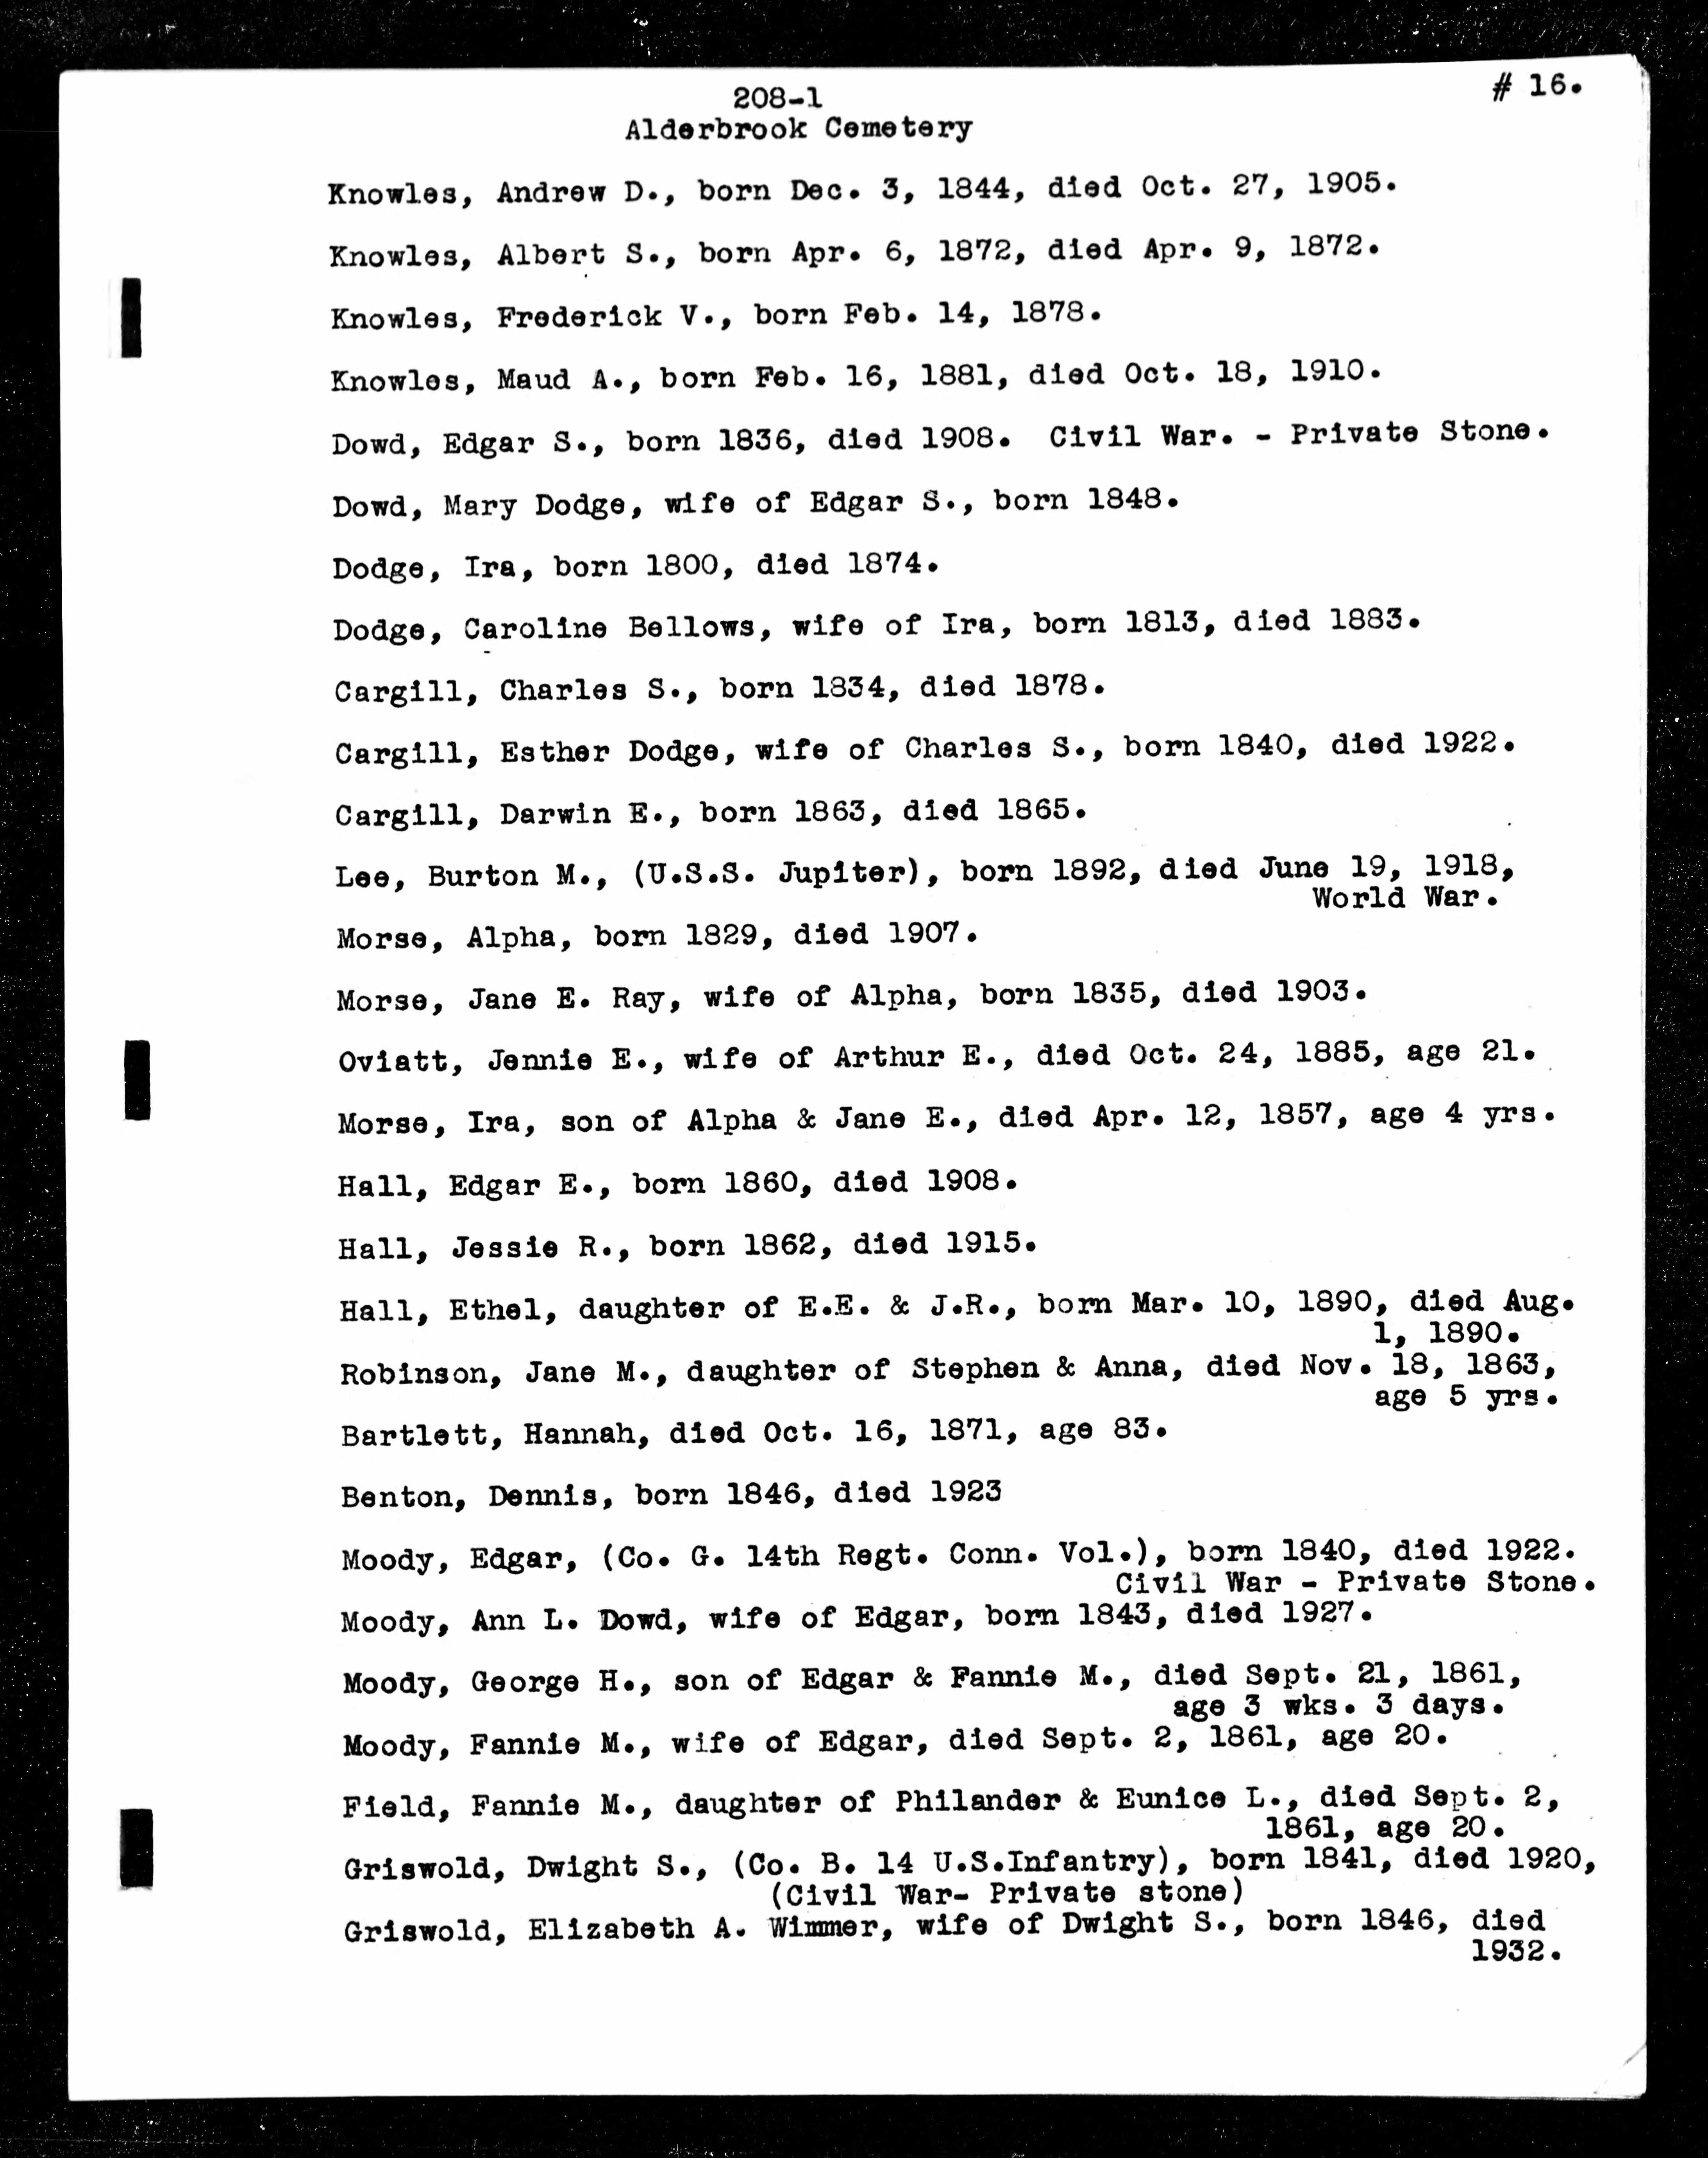 # 16.
208-1
Alderbrook Cemetery
Knowles, Andrew D., born Dec. 3, 1844, died Oct. 27, 1905.
Knowles, Albert S., born Apr. 6, 1872, died Apr. 9, 1872.
Knowles, Frederick V., born Feb. 14, 1878.
Knowles, Maud A., born Feb. 16, 1881, died Oct. 18, 1910.
Dowd, Edgar S., born 1836, died 1908. Civil War. - Private Stone.
Dowd, Mary Dodge, wife of Edgar S., born 1848.
Dodge, Ira, born 1800, died 1874.
Dodge, Caroline Bellows, wife of Ira, born 1813, died 1883.
Cargill, Charles S., born 1834, died 1878.
Cargill, Esther Dodge, wife of Charles S., born 1840, died 1922.
Cargill, Darwin E., born 1863, died 1865.
Lee, Burton M., (U.S.S. Jupiter), born 1892, died June 19, 1918,
World War.
Morse, Alpha, born 1829, died 1907.
Morse, Jane E. Ray, wife of Alpha, born 1835, died 1903.
Oviatt, Jennie E., wife of Arthur E., died Oct. 24, 1885, age 21.
Morse, Ira, son of Alpha & Jane E., died Apr. 12, 1857, age 4 yrs.
Hall, Edgar E., born 1860, died 1908.
Hall, Jessie R., born 1862, died 1915.
Hall, Ethel, daughter of E.E. & J.R., born Mar. 10, 1890, died Aug.
1, 1890.
Robinson, Jane M., daughter of Stephen & Anna, died Nov. 18, 1863,
age 5 yrs.
Bartlett, Hannah, died Oct. 16, 1871, age 83.
Benton, Dennis, born 1846, died 1923
Moody, Edgar, (Co. G. 14th Regt. Conn. Vol.), born 1840, died 1922.
Civil War - Private Stone.
Moody, Ann L. Dowd, wife of Edgar, born 1843, died 1927.
Moody, George H., son of Edgar & Fannie M., died Sept. 21, 1861,
age 3 wks. 3 days.
Moody, Fannie M., wife of Edgar, died Sept. 2, 1861, age 20.
Field, Fannie M., daughter of Philander & Eunice L., died Sept. 2,
1861, age 20.
Griswold, Dwight S., (Co. B. 14 U.S.Infantry), born 1841, died 1920,
(Civil War- Private stone)
Griswold, Elizabeth A. Wimmer, wife of Dwight S., born 1846, died
1932.